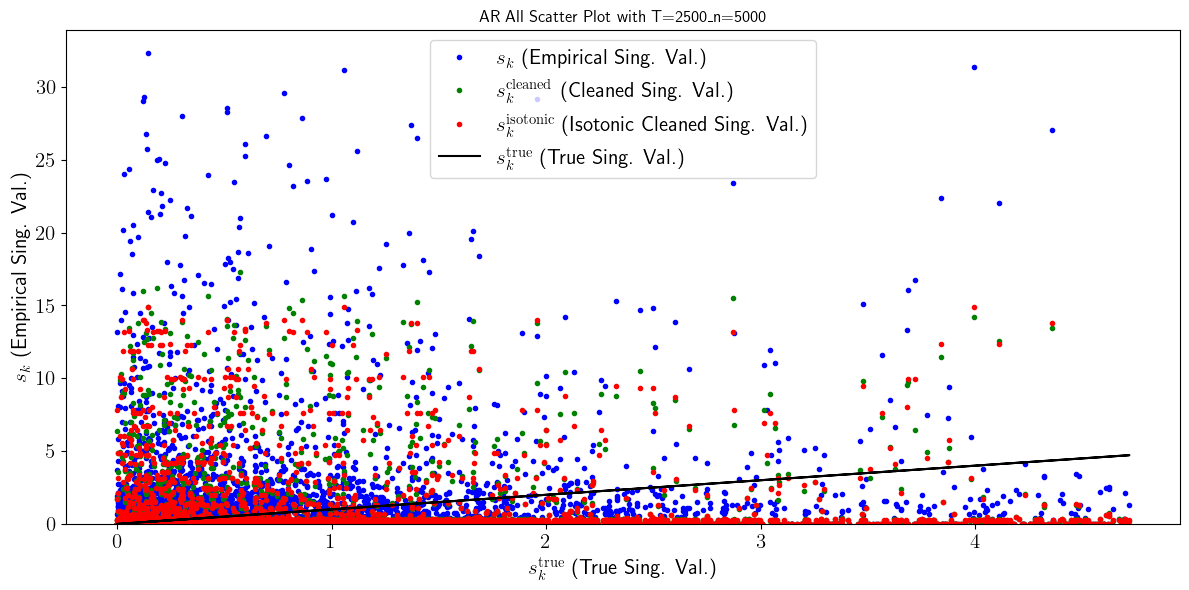 AR All Scatter Plot with T=2500_n=5000
s_k (Empirical Sing. Val.)
s_k^cleaned (Cleaned Sing. Val.)
s_k^isotonic (Isotonic Cleaned Sing. Val.)
s_k^true (True Sing. Val.)
s_k (Empirical Sing. Val.)
30
25
20
15
10
5
0
0 1 2 3 4
s_k^true (True Sing. Val.)